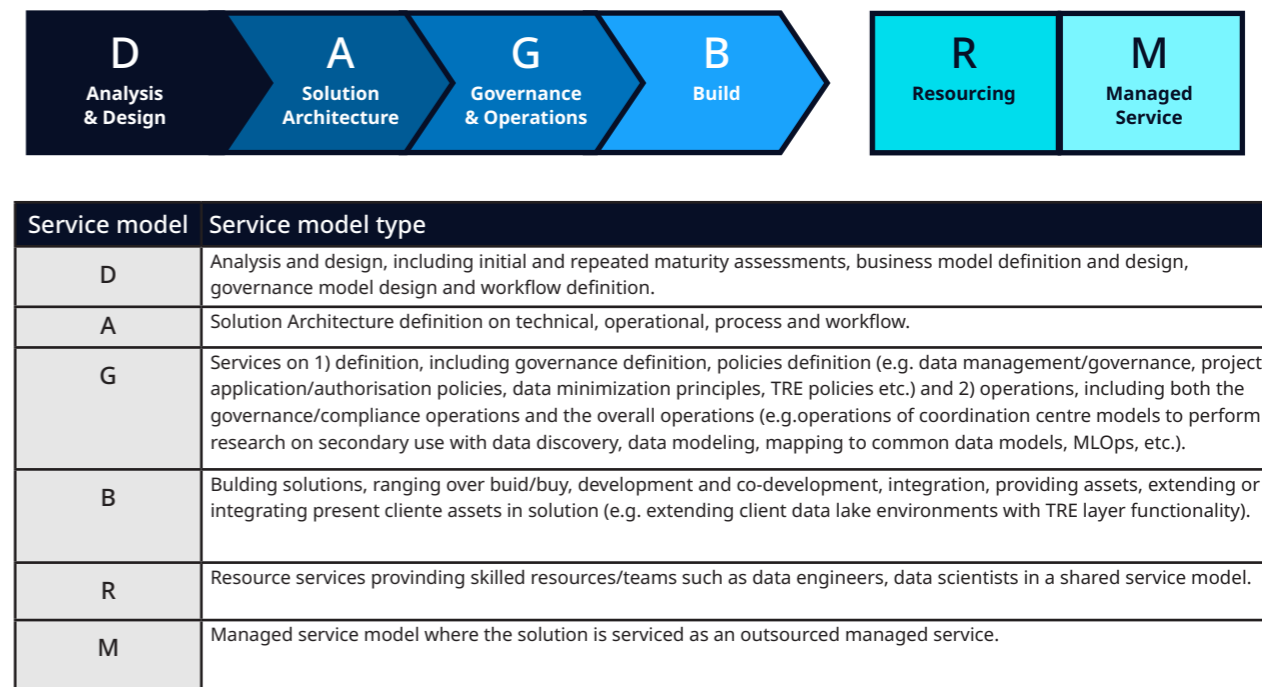 D
Analysis
& Design
A
Solution
Architecture
G
Governance
& Operations
B
Build
R
Resourcing
M
Managed
Service
Service model
Service model type
D
Analysis and design, including initial and repeated maturity assessments, business model definition and design,
governance model design and workflow definition.
A
Solution Architecture definition on technical, operational, process and workflow.
G
Services on 1) definition, including governance definition, policies definition (e.g. data management/governance, project
application/authorisation policies, data minimization principles, TRE policies etc.) and 2) operations, including both the
governance/compliance operations and the overall operations (e.g.operations of coordination centre models to perform
research on secondary use with data discovery, data modeling, mapping to common data models, MLOps, etc.).
B
Bulding solutions, ranging over buid/buy, development and co-development, integration, providing assets, extending or
integrating present cliente assets in solution (e.g. extending client data lake environments with TRE layer functionality).
R
Resource services provinding skilled resources/teams such as data engineers, data scientists in a shared service model.
M
Managed service model where the solution is serviced as an outsourced managed service.